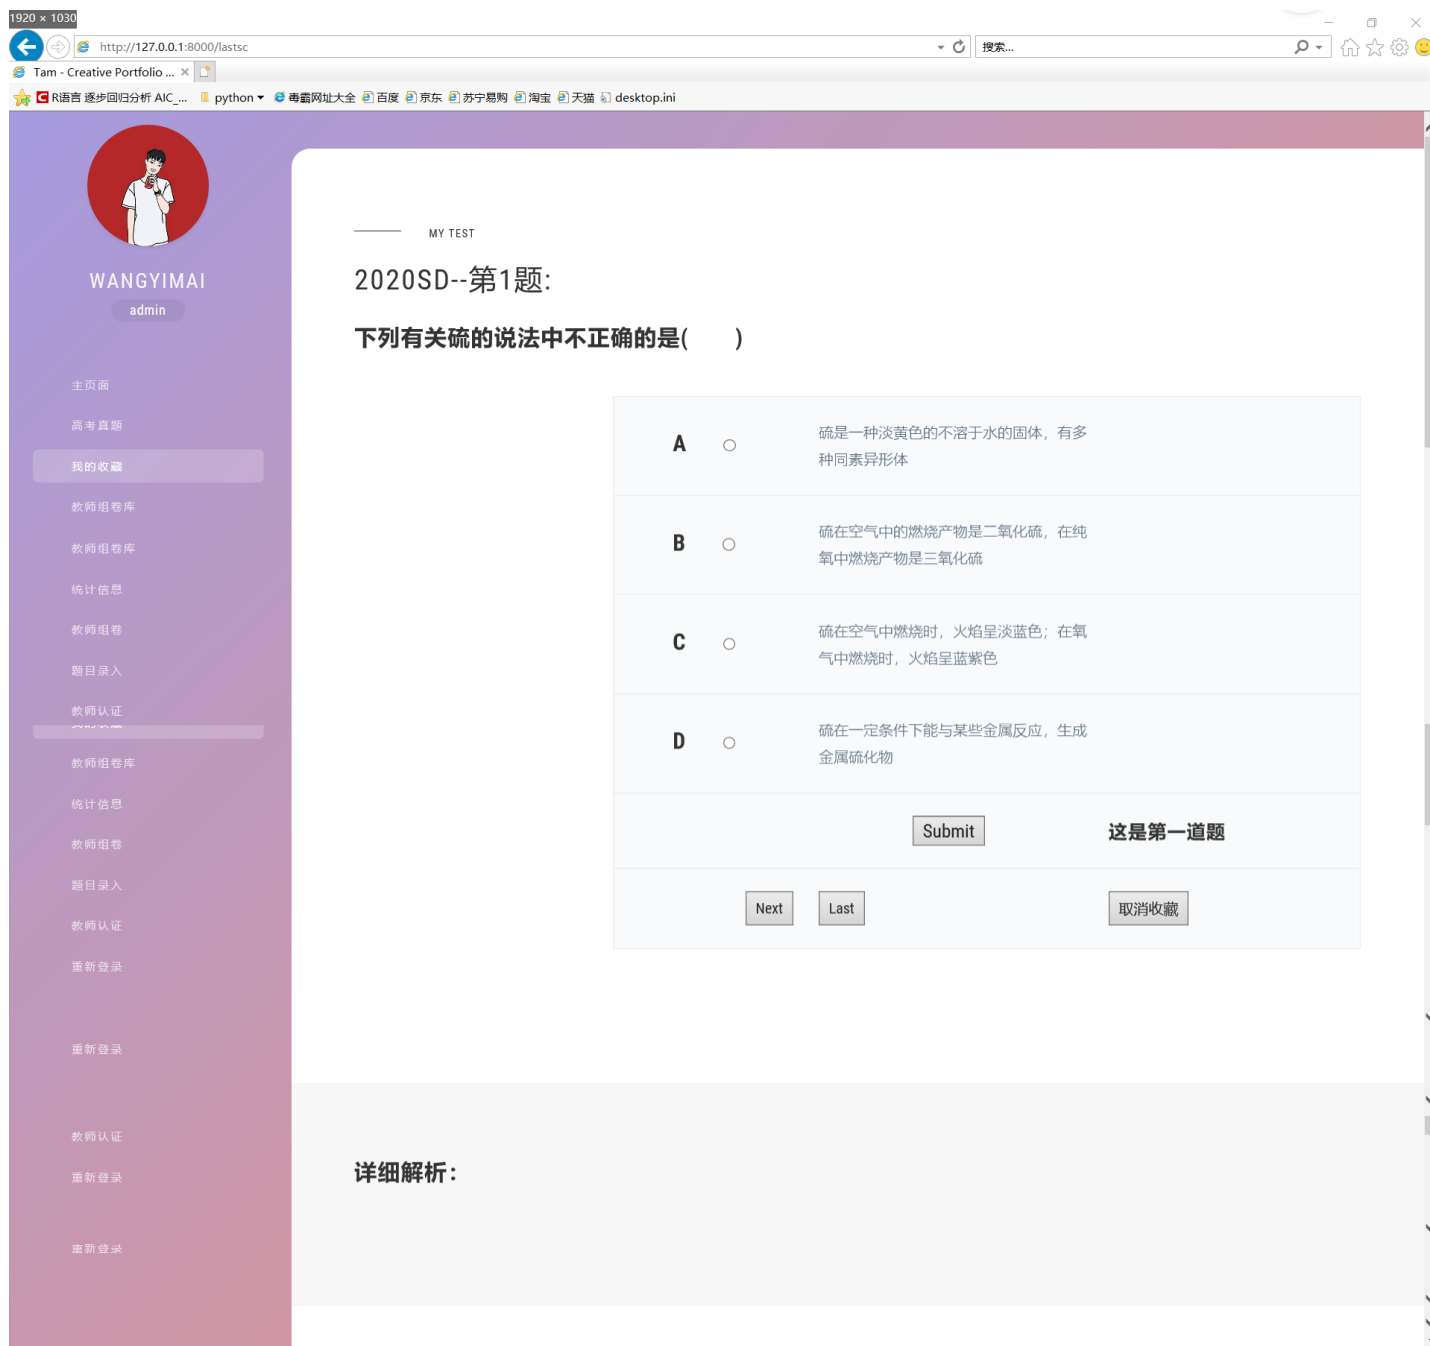 1920 × 1030
http://127.0.0.1:8000/lastsc
搜索...
Tam - Creative Portfolio ...
R语言 逐步回归分析 AIC_...
python
毒霸网址大全
百度
京东
苏宁易购
淘宝
天猫
desktop.ini
WANGYIMAI
admin
主页面
高考真题
我的收藏
教师组卷库
教师组卷库
统计信息
教师组卷
题目录入
教师认证
教师组卷库
统计信息
教师组卷
题目录入
教师认证
重新登录
重新登录
教师认证
重新登录
重新登录
MY TEST
2020SD--第1题:
下列有关硫的说法中不正确的是(  )
A
硫是一种淡黄色的不溶于水的固体，有多
种同素异形体
B
硫在空气中的燃烧产物是二氧化硫，在纯
氧中燃烧产物是三氧化硫
C
硫在空气中燃烧时，火焰呈淡蓝色；在氧
气中燃烧时，火焰呈蓝紫色
D
硫在一定条件下能与某些金属反应，生成
金属硫化物
Submit
这是第一道题
Next
Last
取消收藏
详细解析：